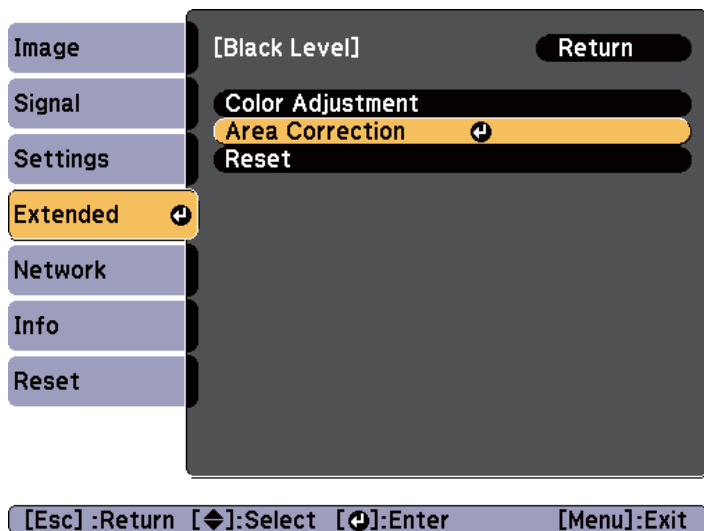 Image
Signal
Settings
Extended
Network
Info
Reset
[Black Level] Return
Color Adjustment
Area Correction
Reset
[Esc] :Return [◆]:Select [⏎]:Enter [Menu]:Exit